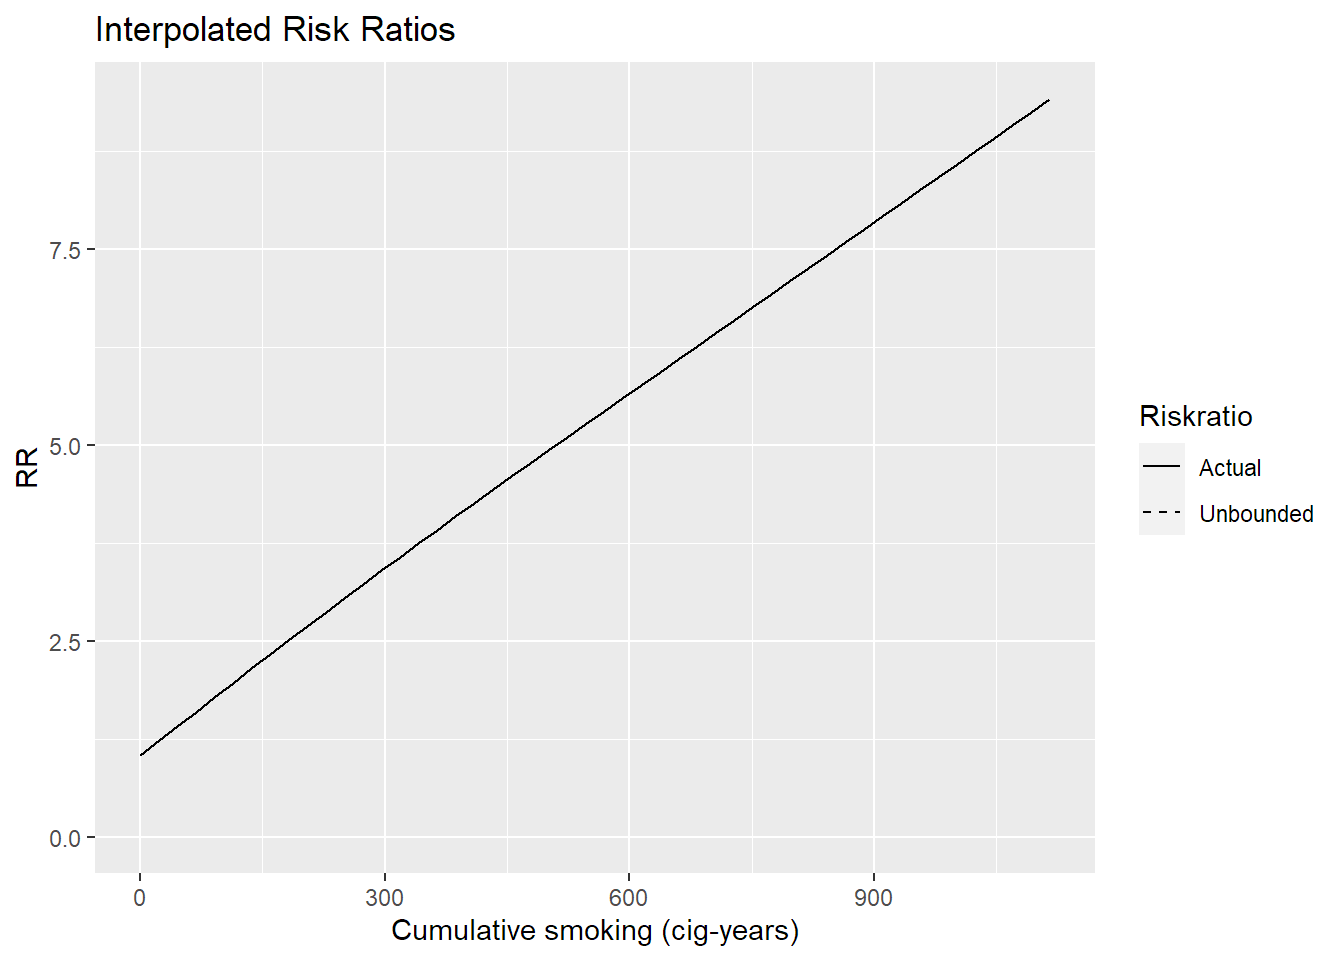 Interpolated Risk Ratios
RR
7.5
5.0
2.5
0.0
0 300 600 900
Cumulative smoking (cig-years)
Riskratio
Actual
Unbounded